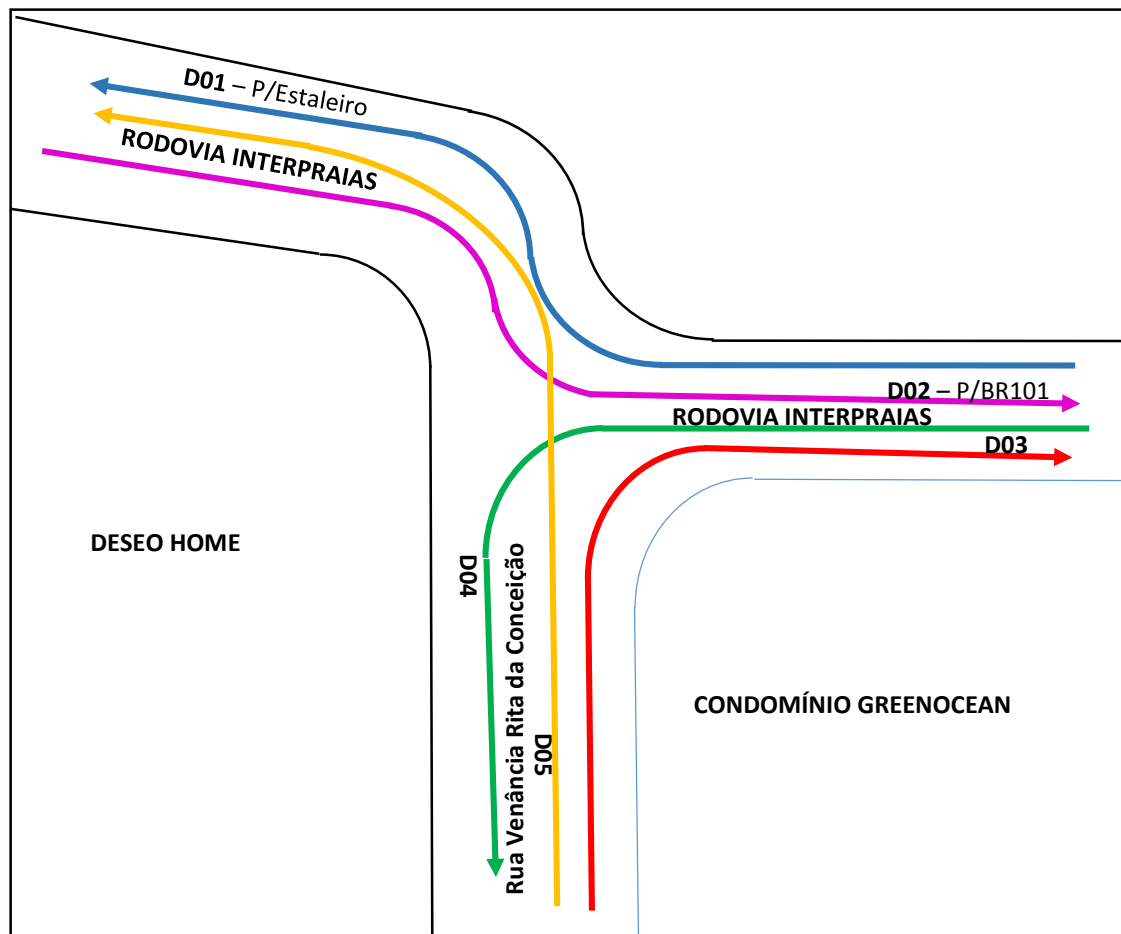 D01 – P/Estaleiro
RODOVIA INTERPRAIAS
D02 – P/BR101
RODOVIA INTERPRAIAS
D03
DESEO HOME
D04
Rua Venância Rita da Conceição
D05
CONDOMÍNIO GREENOCEAN